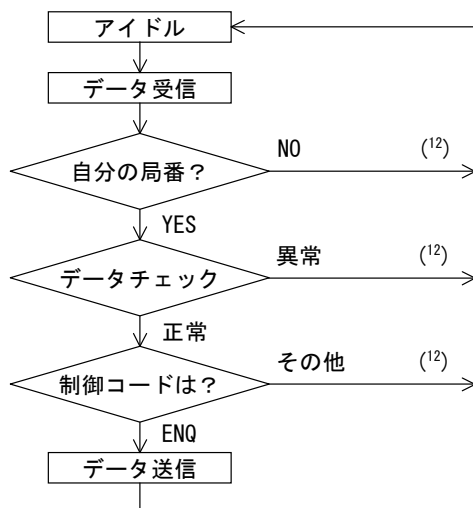 アイドル
データ受信
自分の局番？
NO
(12)
YES
データチェック
異常
(12)
正常
制御コードは？
その他
(12)
ENQ
データ送信